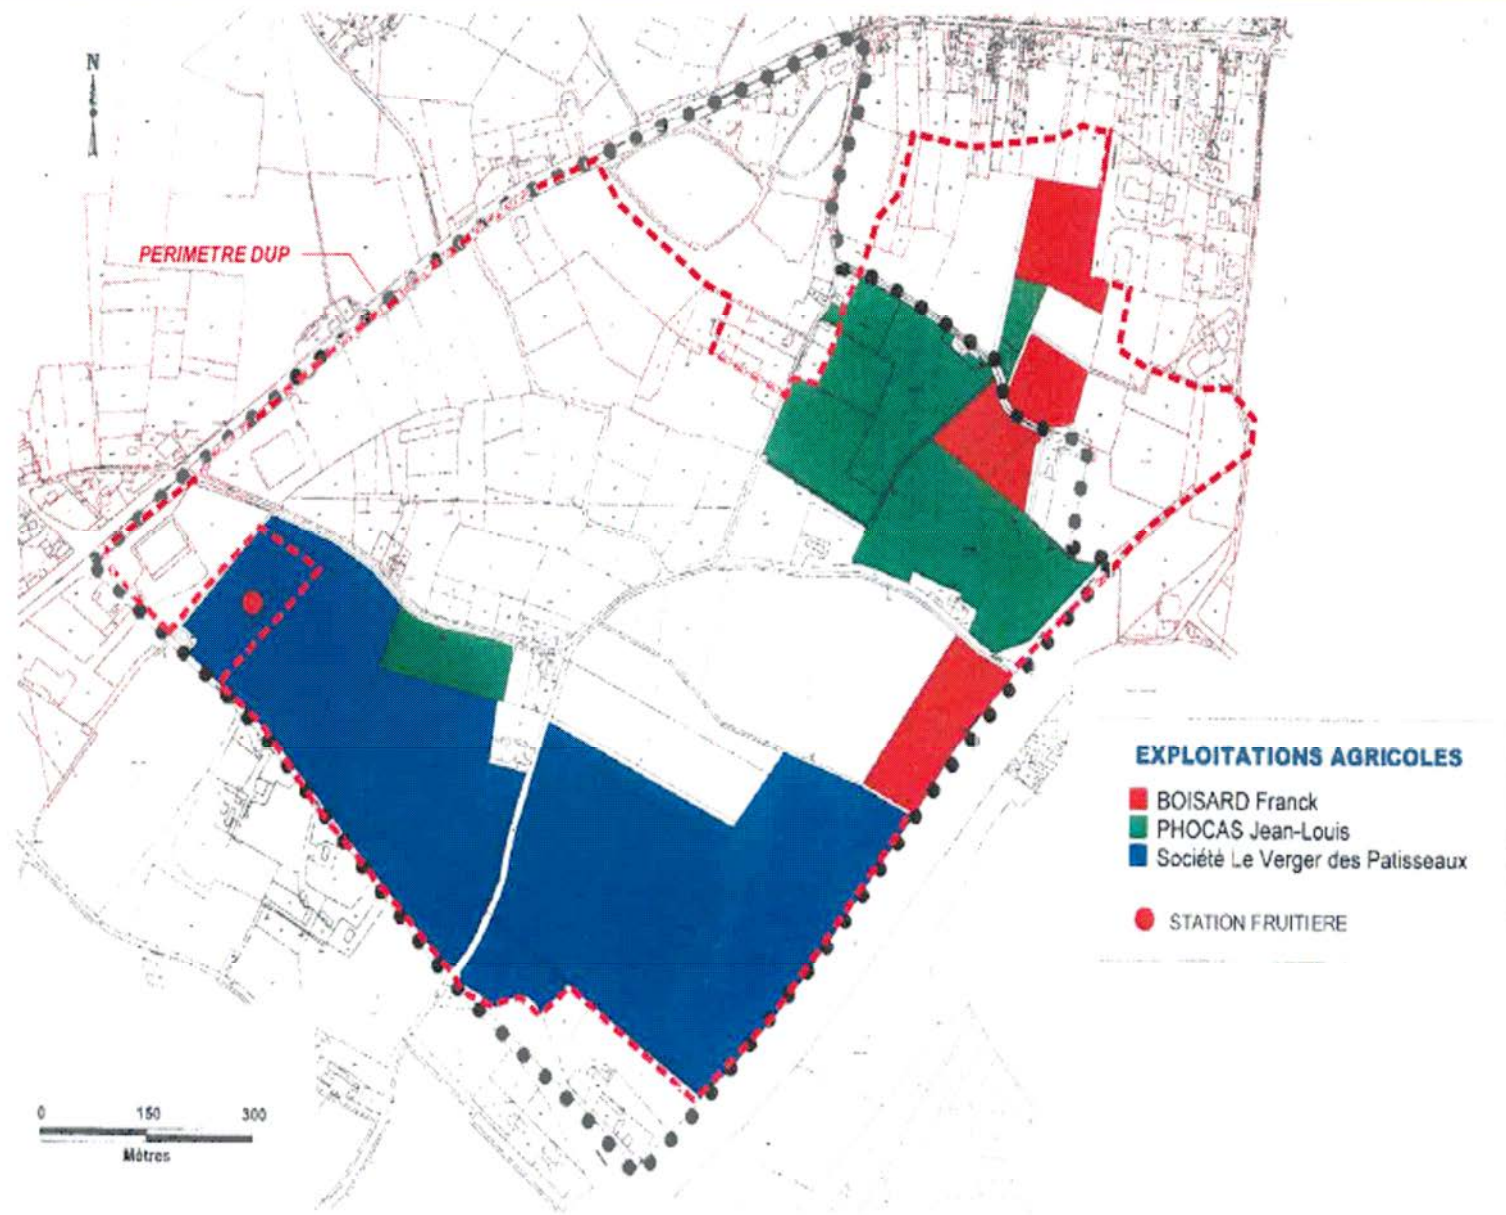 N
PERIMETRE DUP
EXPLOITATIONS AGRICOLES
BOISARD Franck
PHOCAS Jean-Louis
Société Le Verger des Patisseaux
STATION FRUITIERE
0 150 300
Mètres